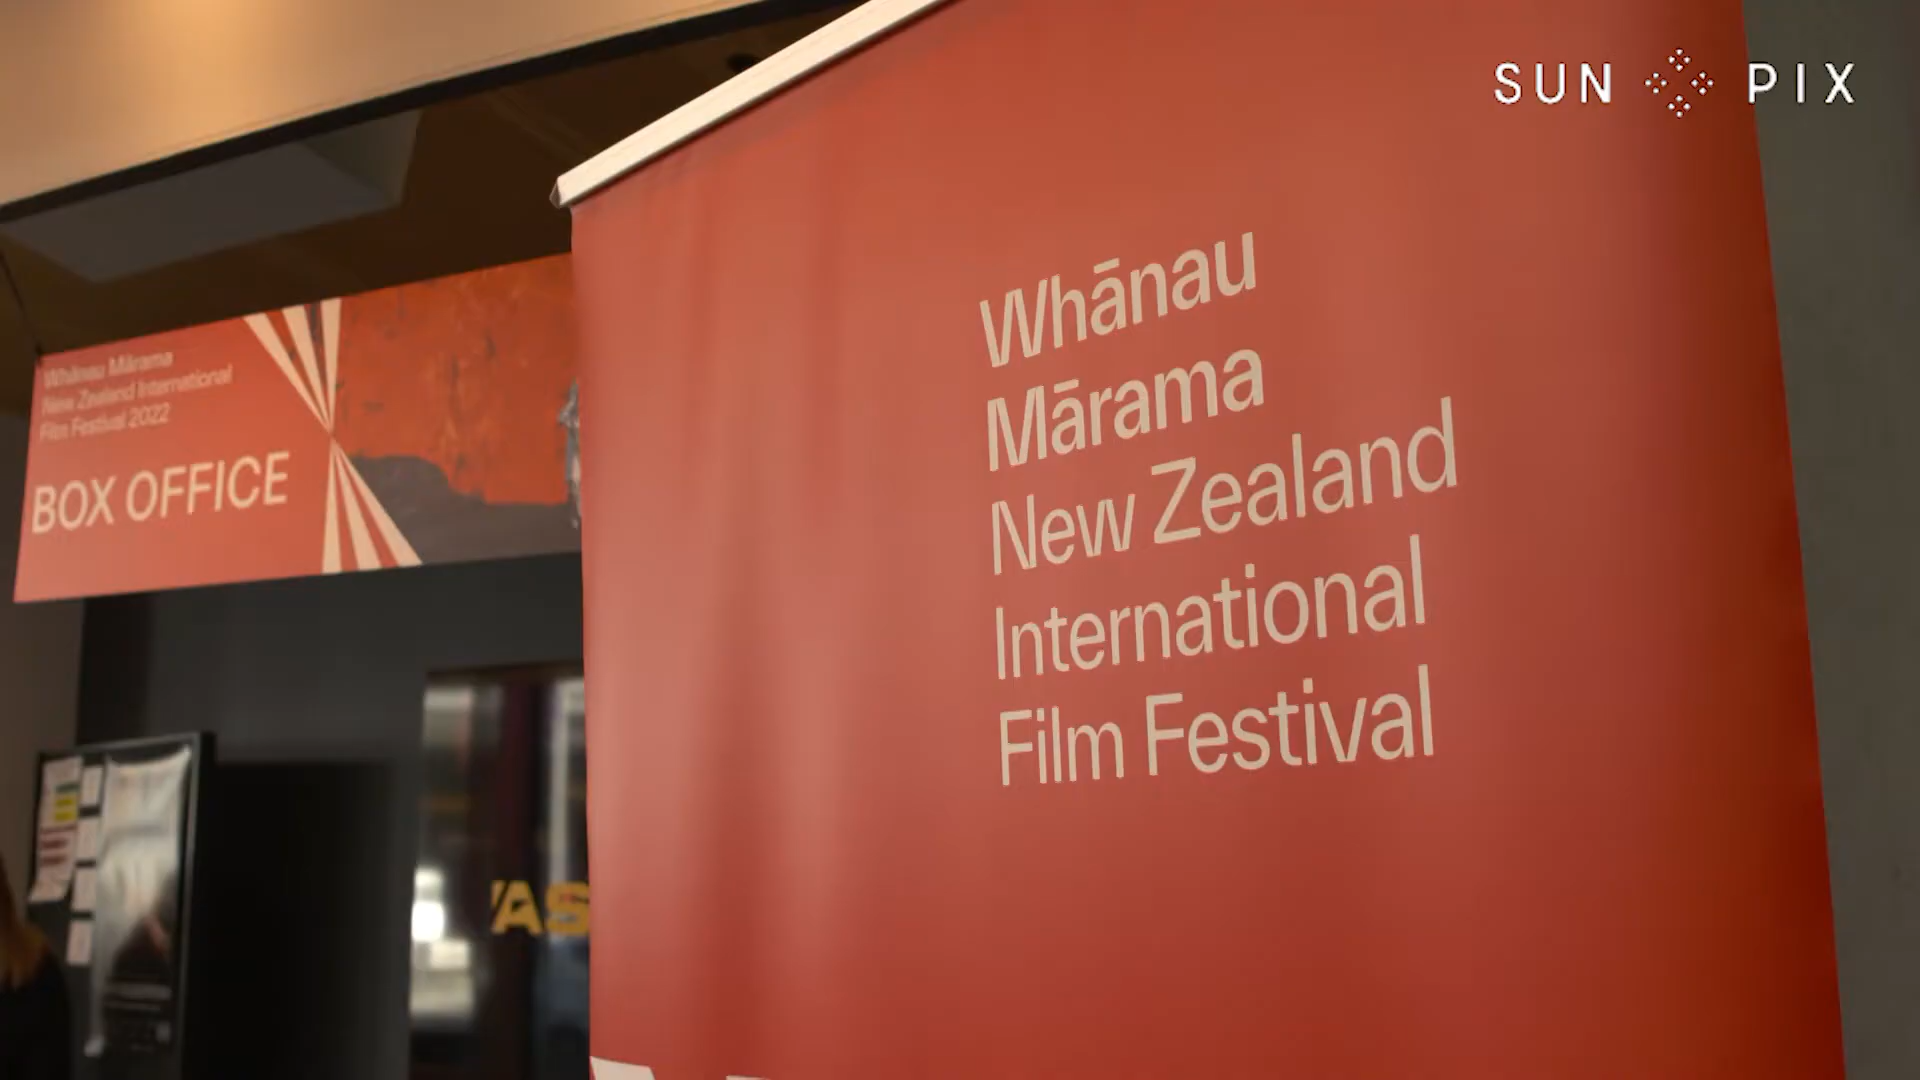 SUN PIX
Whānau
Mārama
New Zealand
International
Film Festival
Whānau Mārama
New Zealand International
Film Festival 2022
BOX OFFICE